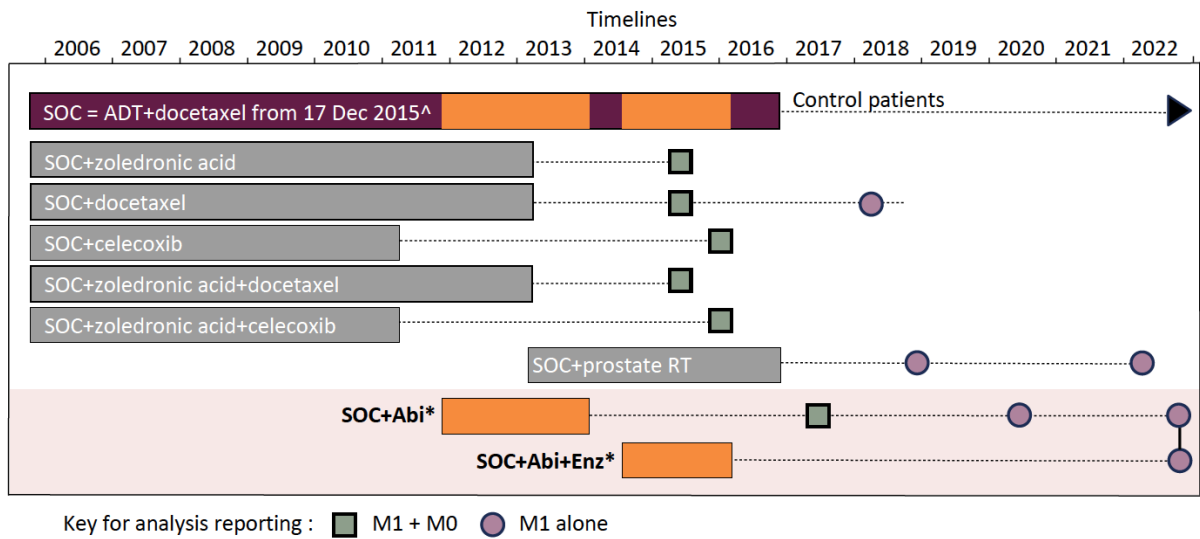 Timelines
2006 2007 2008 2009 2010 2011 2012 2013 2014 2015 2016 2017 2018 2019 2020 2021 2022
SOC = ADT+docetaxel from 17 Dec 2015^
Control patients
SOC+zoledronic acid
SOC+docetaxel
SOC+celecoxib
SOC+zoledronic acid+docetaxel
SOC+zoledronic acid+celecoxib
SOC+prostate RT
SOC+Abi*
SOC+Abi+Enz*
Key for analysis reporting : M1 + M0 M1 alone